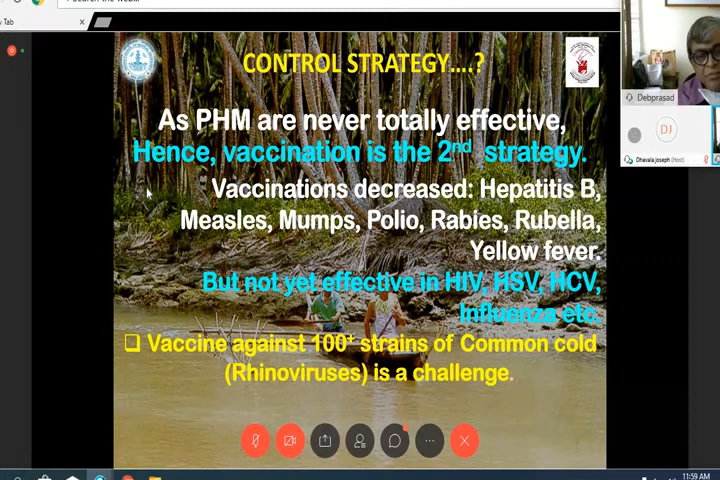 CONTROL STRATEGY....?
Debprasad
DJ
Dhavala joseph (Host)
As PHM are never totally effective,
Hence, vaccination is the 2nd strategy.
Vaccinations decreased: Hepatitis B,
Measles, Mumps, Polio, Rabies, Rubella,
Yellow fever.
But not yet effective in HIV, HSV, HCV,
Influenza etc.
❑ Vaccine against 100+ strains of Common cold
(Rhinoviruses) is a challenge.
11:59 AM